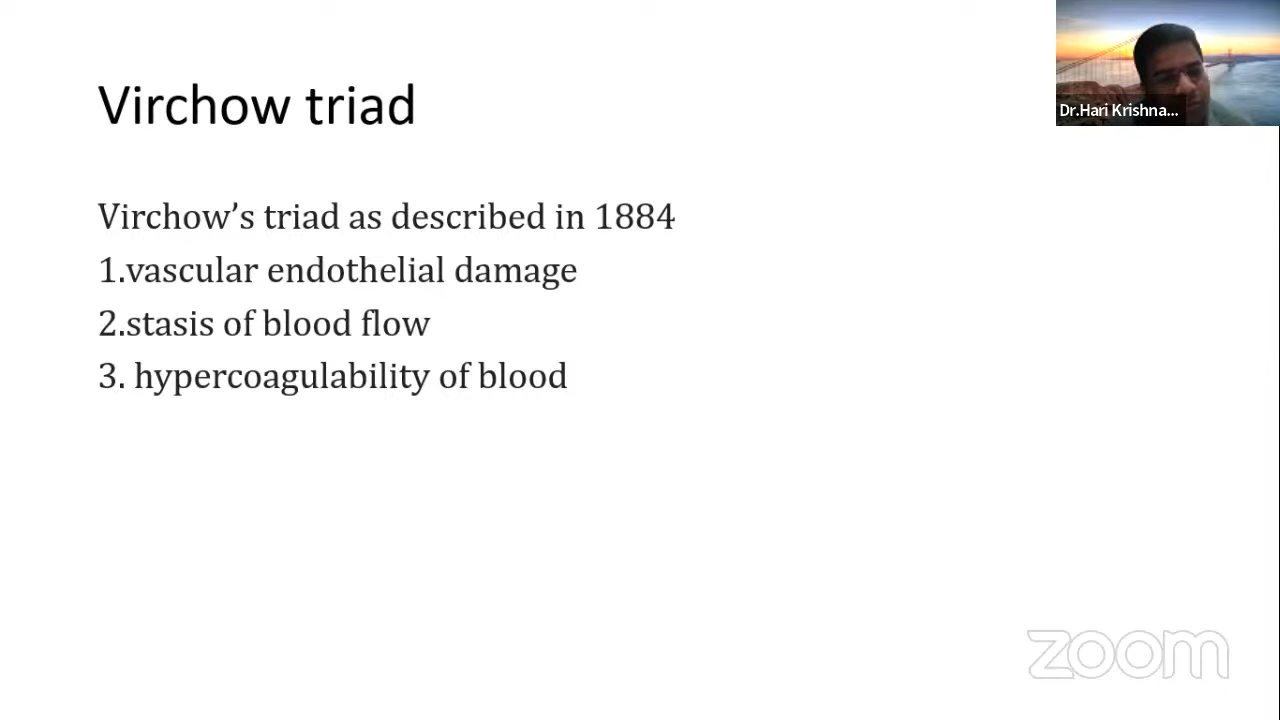 Virchow triad
Dr.Hari Krishna...
Virchow’s triad as described in 1884
1.vascular endothelial damage
2.stasis of blood flow
3. hypercoagulability of blood
zoom